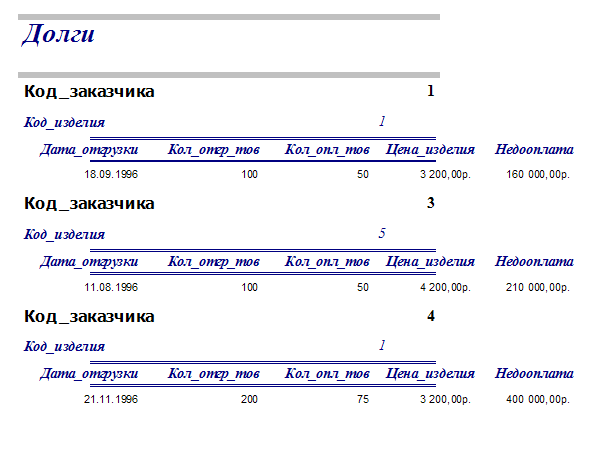 Долги
Код_заказчика 1
Код_изделия 1
Дата_отгрузки Кол_отгр_тов Кол_опл_тов Цена_изделия Недооплата
18.09.1996 100 50 3 200,00р. 160 000,00р.
Код_заказчика 3
Код_изделия 5
Дата_отгрузки Кол_отгр_тов Кол_опл_тов Цена_изделия Недооплата
11.08.1996 100 50 4 200,00р. 210 000,00р.
Код_заказчика 4
Код_изделия 1
Дата_отгрузки Кол_отгр_тов Кол_опл_тов Цена_изделия Недооплата
21.11.1996 200 75 3 200,00р. 400 000,00р.